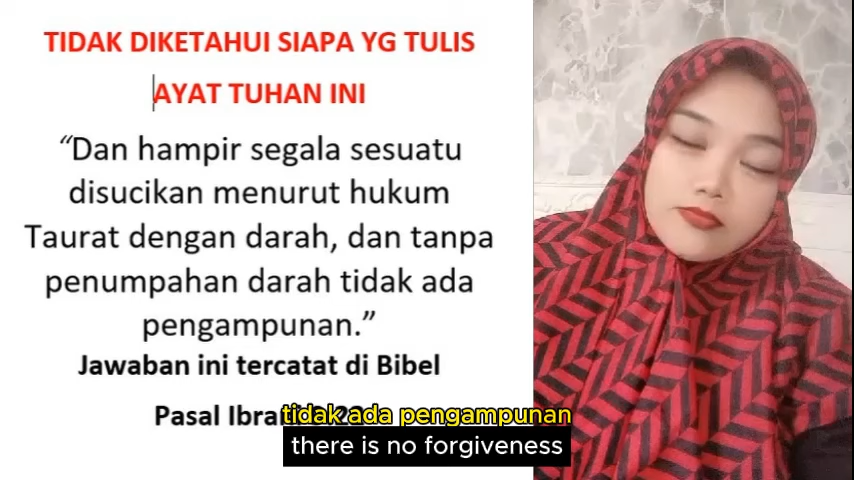 TIDAK DIKETAHUI SIAPA YG TULIS
AYAT TUHAN INI
“Dan hampir segala sesuatu
disucikan menurut hukum
Taurat dengan darah, dan tanpa
penumpahan darah tidak ada
pengampunan.”
Jawaban ini tercatat di Bibel
Pasal
tidak ada pengampunan
there is no forgiveness